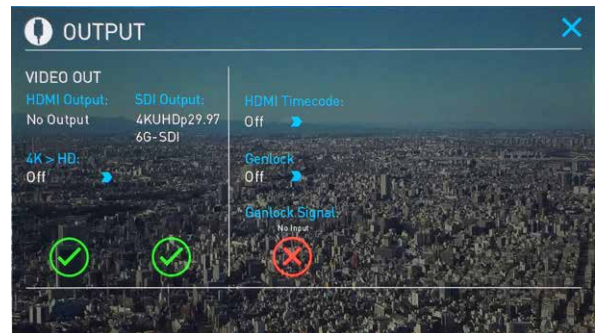 OUTPUT
VIDEO OUT
HDMI Output:
No Output
SDI Output:
4KUHDp29.97
6G-SDI
4K > HD:
Off
HDMI Timecode:
Off
Genlock
Off
Genlock Signal:
No Input